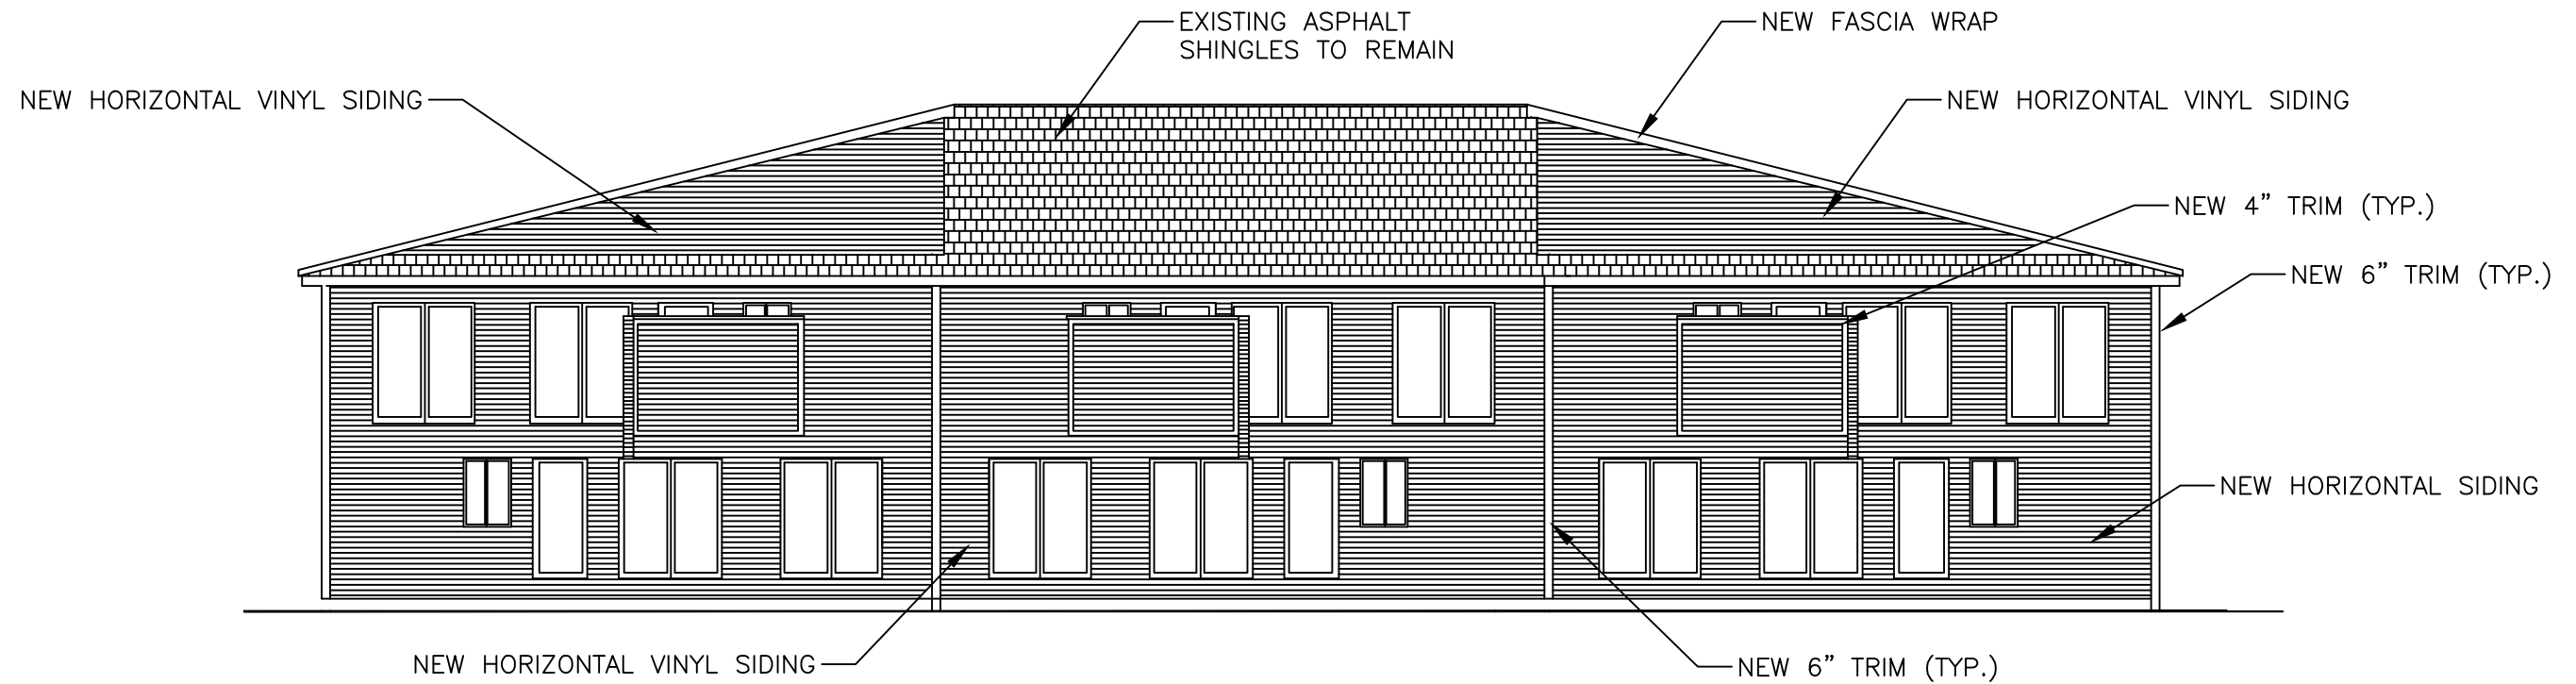 EXISTING ASPHALT
SHINGLES TO REMAIN
NEW FASCIA WRAP
NEW HORIZONTAL VINYL SIDING
NEW HORIZONTAL VINYL SIDING
NEW 4" TRIM (TYP.)
NEW 6" TRIM (TYP.)
NEW HORIZONTAL SIDING
NEW HORIZONTAL VINYL SIDING
NEW 6" TRIM (TYP.)